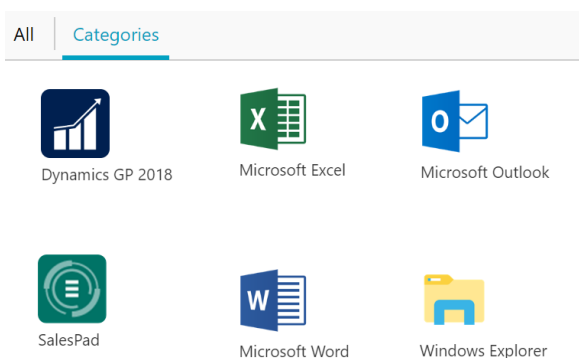 All
Categories
Dynamics GP 2018
Microsoft Excel
Microsoft Outlook
SalesPad
Microsoft Word
Windows Explorer